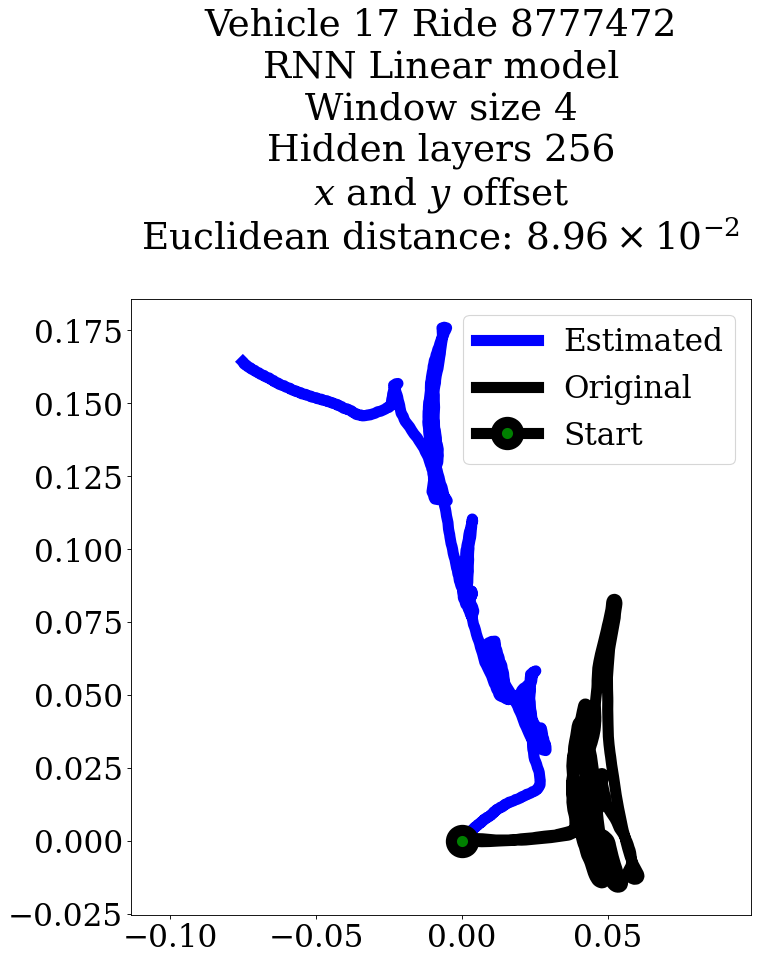 Vehicle 17 Ride 8777472
RNN Linear model
Window size 4
Hidden layers 256
x and y offset
Euclidean distance: 8.96 × 10⁻²
Estimated
Original
Start
0.175
0.150
0.125
0.100
0.075
0.050
0.025
0.000
−0.025
−0.10 −0.05 0.00 0.05